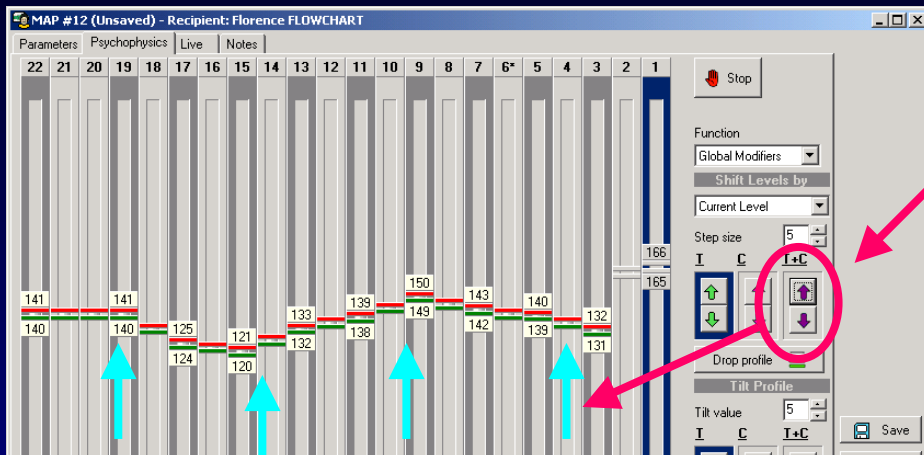 MAP #12 (Unsaved) - Recipient: Florence FLOWCHART
Parameters Psychophysics Live Notes
22 21 20 19 18 17 16 15 14 13 12 11 10 9 8 7 6* 5 4 3 2 1
Stop
Function
Global Modifiers
Shift Levels by
Current Level
Step size 5
T C T+C
166
165
141 141 125 121 133 139 150 143 140 132
140 140 124 120 132 138 149 142 139 131
Drop profile
Tilt Profile
Tilt value 5
T C T+C
Save